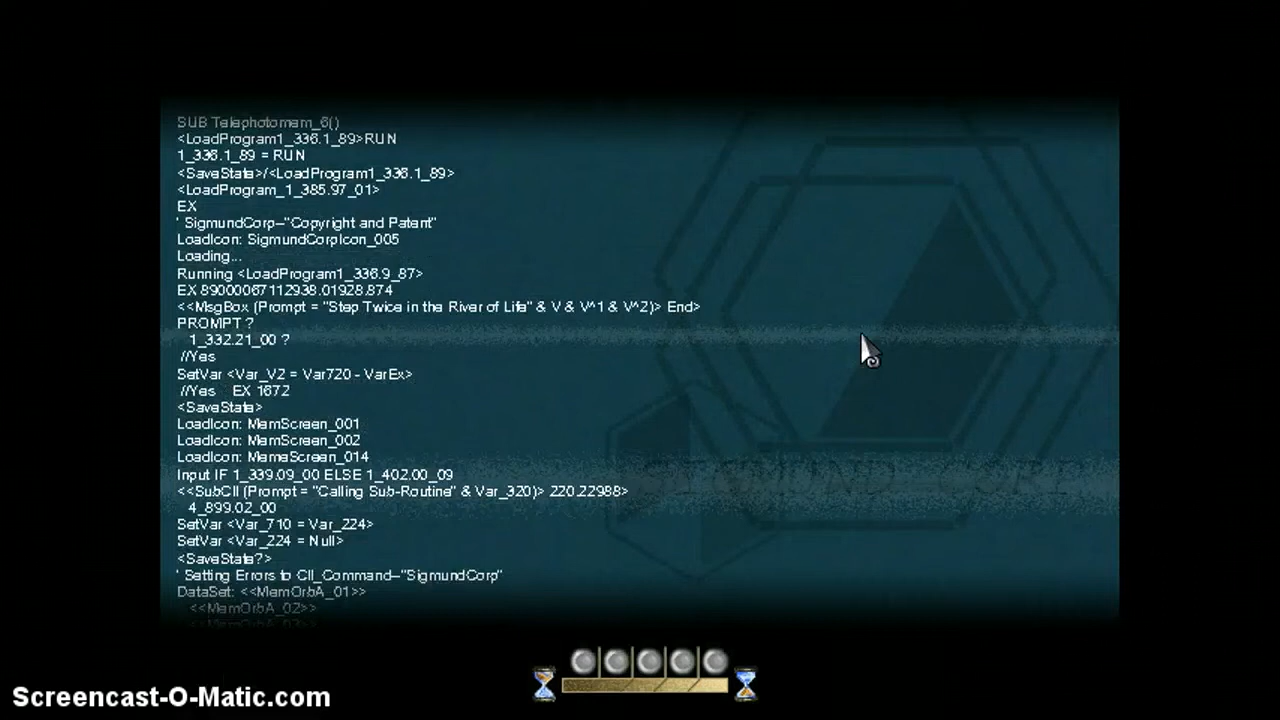 SUB Telephotomem_6()
<LoadProgram1_336.1_89>RUN
1_336.1_89 = RUN
<SaveState>/<LoadProgram1_336.1_89>
<LoadProgram_1_385.97_01>
EX
' SigmundCorp--"Copyright and Patent"
LoadIcon: SigmundCorpIcon_005
Loading...
Running <LoadProgram1_336.9_87>
EX 89000067112938.01928.874
<<MsgBox (Prompt = "Step Twice in the River of Life" & V & V^1 & V^2)> End>
PROMPT ?
1_332.21_00 ?
//Yes
SetVar <Var_V2 = Var720 - VarEx>
//Yes EX 1672
<SaveState>
LoadIcon: MemScreen_001
LoadIcon: MemScreen_002
LoadIcon: MemeScreen_014
Input IF 1_339.09_00 ELSE 1_402.00_09
<<SubCll (Prompt = "Calling Sub-Routine" & Var_320)> 220.22988>
4_899.02_00
SetVar <Var_710 = Var_224>
SetVar <Var_224 = Null>
<SaveState?>
' Setting Errors to Cll_Command--"SigmundCorp"
DataSet: <<MemOrbA_01>>
<<MemOrbA_02>>
Screencast-O-Matic.com